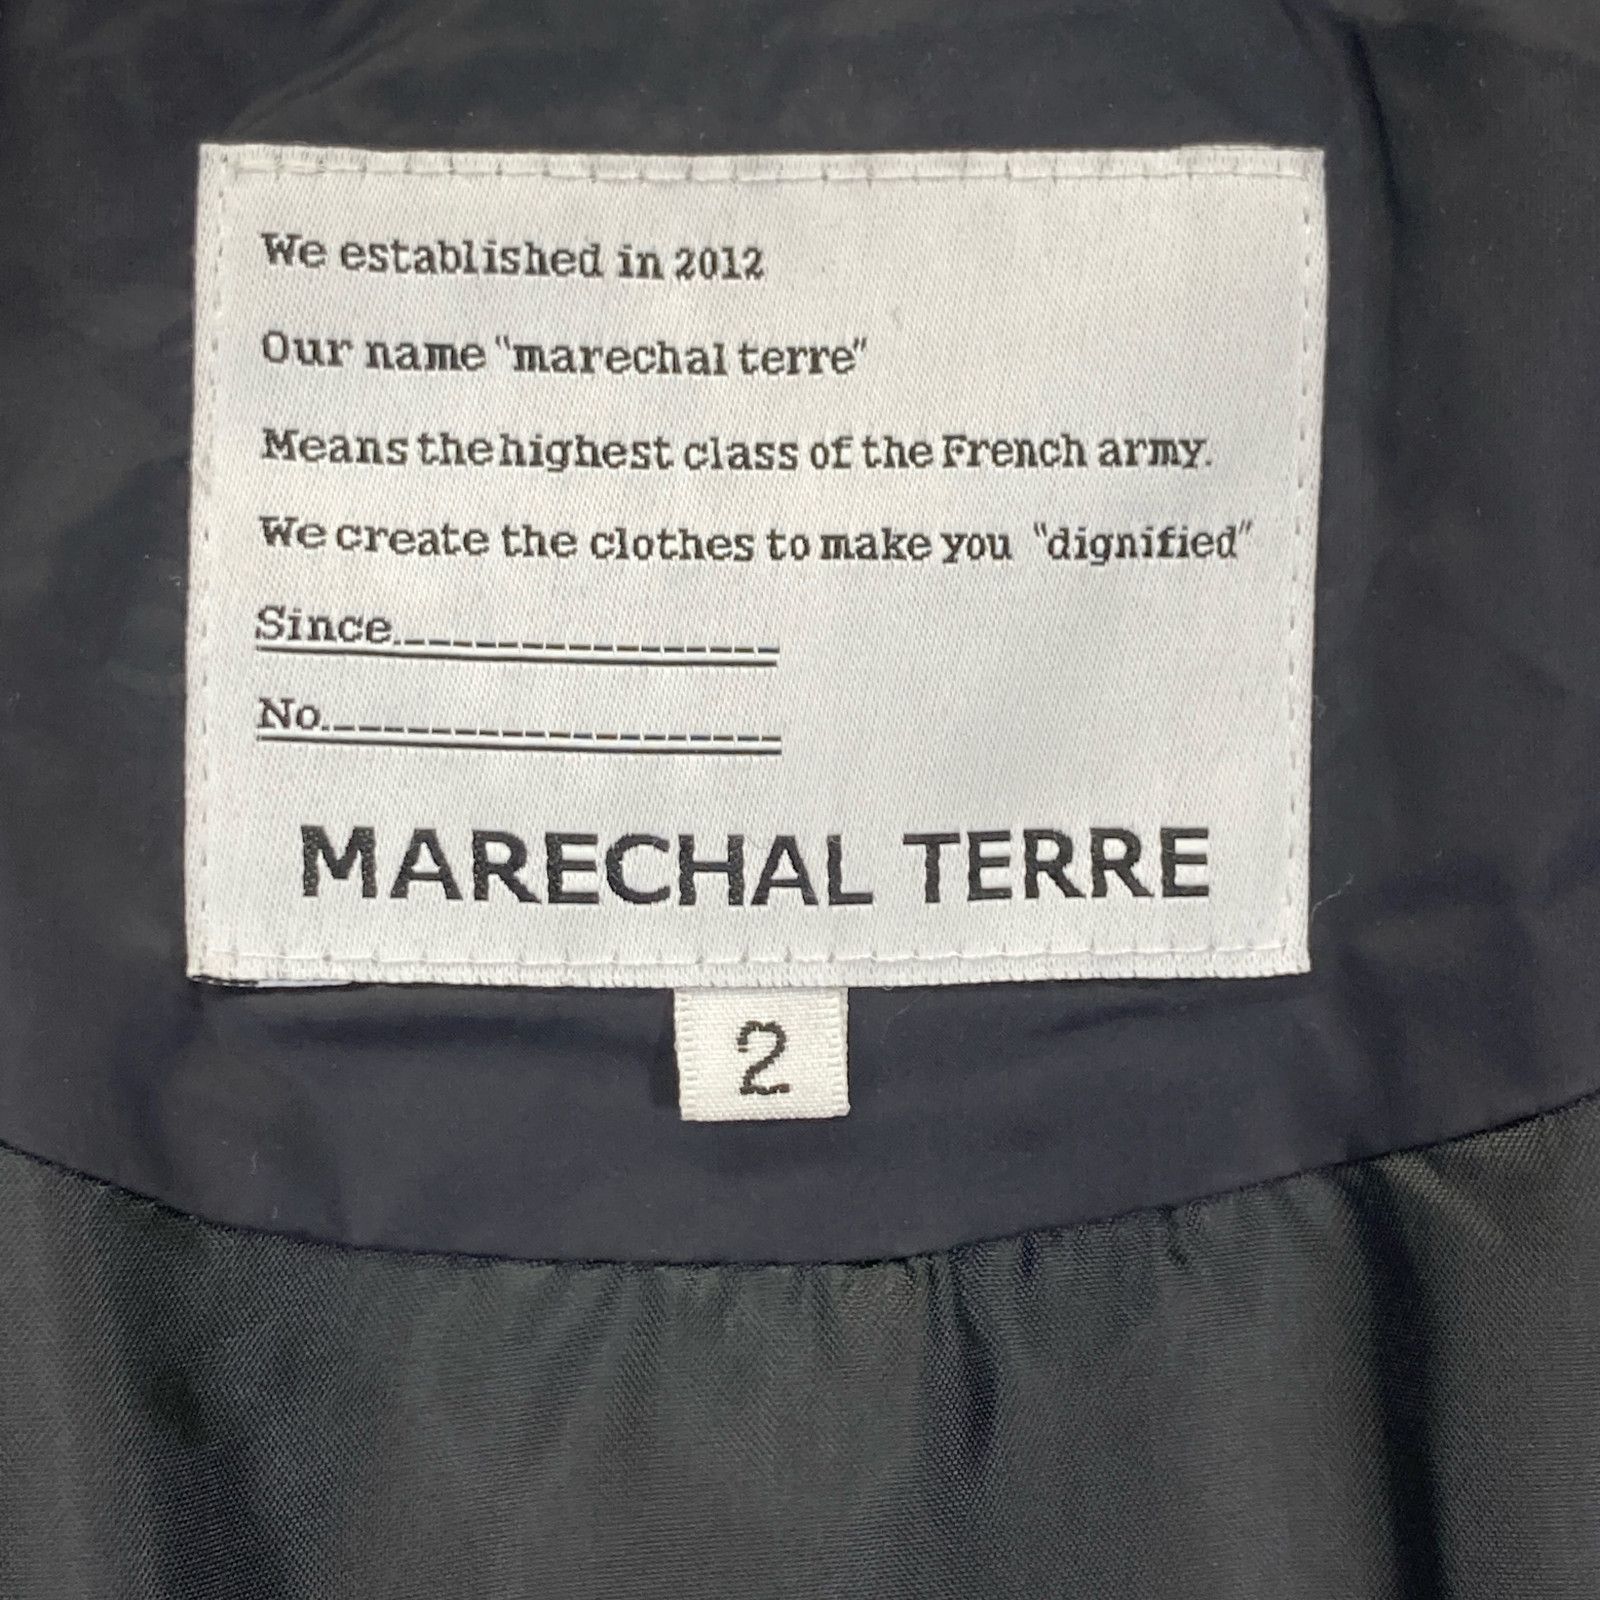 We established in 2012
Our name "marechal terre"
Means the highest class of the French army.
We create the clothes to make you "dignified"
Since
No.
MARECHAL TERRE
2